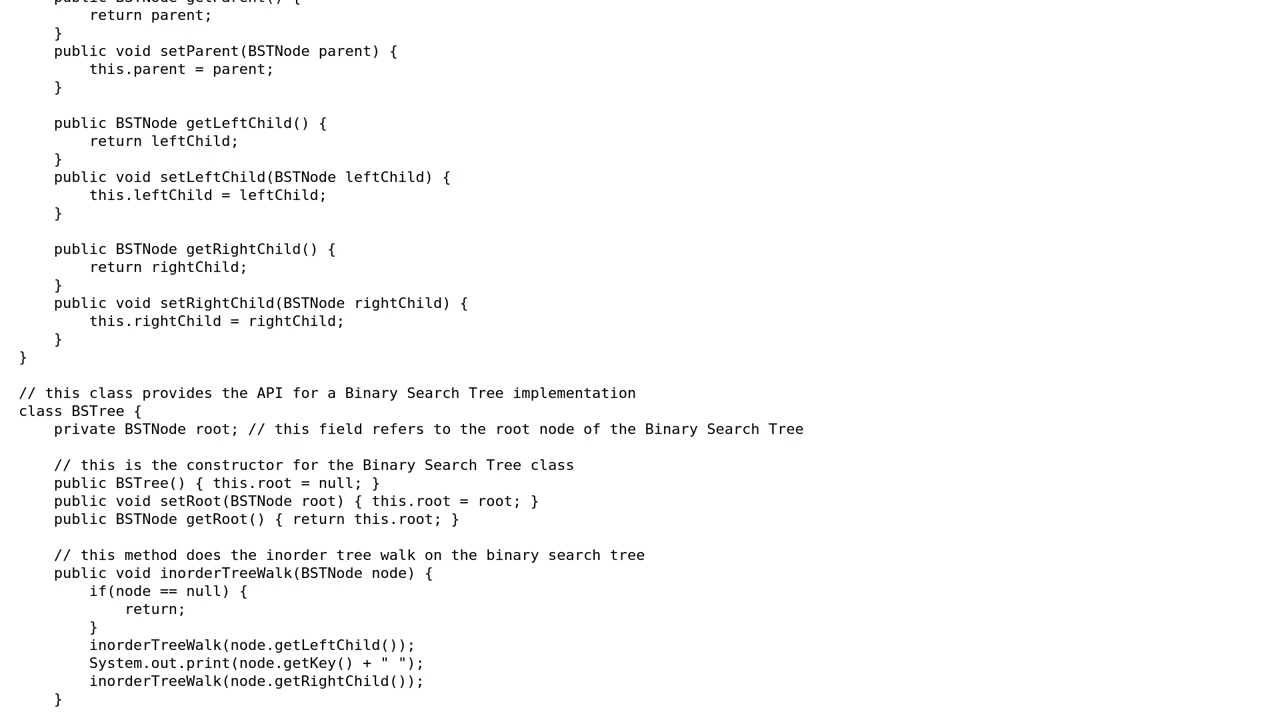 public BSTNode getParent() {
        return parent;
    }
    public void setParent(BSTNode parent) {
        this.parent = parent;
    }

    public BSTNode getLeftChild() {
        return leftChild;
    }
    public void setLeftChild(BSTNode leftChild) {
        this.leftChild = leftChild;
    }

    public BSTNode getRightChild() {
        return rightChild;
    }
    public void setRightChild(BSTNode rightChild) {
        this.rightChild = rightChild;
    }
}

// this class provides the API for a Binary Search Tree implementation
class BSTree {
    private BSTNode root; // this field refers to the root node of the Binary Search Tree

    // this is the constructor for the Binary Search Tree class
    public BSTree() { this.root = null; }
    public void setRoot(BSTNode root) { this.root = root; }
    public BSTNode getRoot() { return this.root; }

    // this method does the inorder tree walk on the binary search tree
    public void inorderTreeWalk(BSTNode node) {
        if(node == null) {
            return;
        }
        inorderTreeWalk(node.getLeftChild());
        System.out.print(node.getKey() + " ");
        inorderTreeWalk(node.getRightChild());
    }